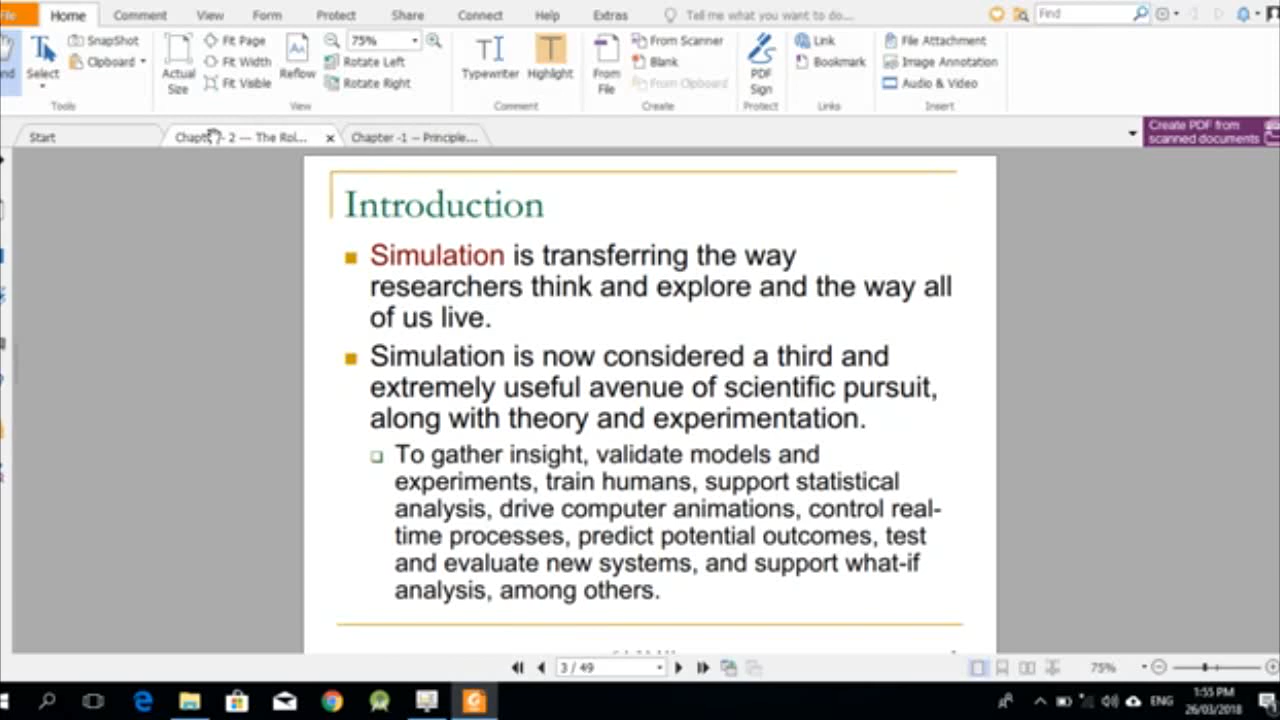 File Home Comment View Form Protect Share Connect Help Extras Tell me what you want to do... Find
Select SnapShot Clipboard Actual Size Fit Page Fit Width Fit Visible Reflow 75% Rotate Left Rotate Right Typewriter Highlight From File From Scanner Blank From Clipboard PDF Sign Link Bookmark File Attachment Image Annotation Audio & Video
Tools View Comment Create Protect Links Insert
Start 2 — The Rol... Chapter -1 -- Principle... Create PDF from
scanned documents
Introduction
Simulation is transferring the way
researchers think and explore and the way all
of us live.
Simulation is now considered a third and
extremely useful avenue of scientific pursuit,
along with theory and experimentation.
To gather insight, validate models and
experiments, train humans, support statistical
analysis, drive computer animations, control real-
time processes, predict potential outcomes, test
and evaluate new systems, and support what-if
analysis, among others.
3 / 49 75%
ENG 1:55 PM
26/03/2018